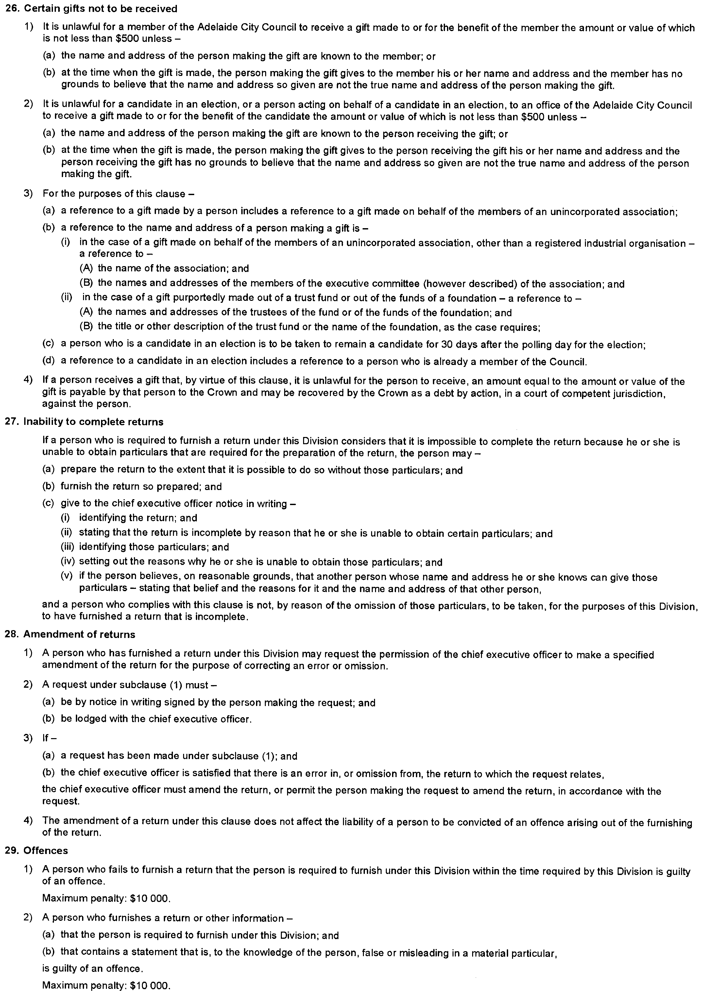 26. Certain gifts not to be received
1) It is unlawful for a member of the Adelaide City Council to receive a gift made to or for the benefit of the member the amount or value of which
is not less than $500 unless –
(a) the name and address of the person making the gift are known to the member; or
(b) at the time when the gift is made, the person making the gift gives to the member his or her name and address and the member has no
grounds to believe that the name and address so given are not the true name and address of the person making the gift.
2) It is unlawful for a candidate in an election, or a person acting on behalf of a candidate in an election, to an office of the Adelaide City Council
to receive a gift made to or for the benefit of the candidate the amount or value of which is not less than $500 unless –
(a) the name and address of the person making the gift are known to the person receiving the gift; or
(b) at the time when the gift is made, the person making the gift gives to the person receiving the gift his or her name and address and the
person receiving the gift has no grounds to believe that the name and address so given are not the true name and address of the person
making the gift.
3) For the purposes of this clause –
(a) a reference to a gift made by a person includes a reference to a gift made on behalf of the members of an unincorporated association;
(b) a reference to the name and address of a person making a gift is –
(i) in the case of a gift made on behalf of the members of an unincorporated association, other than a registered industrial organisation –
a reference to –
(A) the name of the association; and
(B) the names and addresses of the members of the executive committee (however described) of the association; and
(ii) in the case of a gift purportedly made out of a trust fund or out of the funds of a foundation – a reference to –
(A) the names and addresses of the trustees of the fund or of the funds of the foundation; and
(B) the title or other description of the trust fund or the name of the foundation, as the case requires;
(c) a person who is a candidate in an election is to be taken to remain a candidate for 30 days after the polling day for the election;
(d) a reference to a candidate in an election includes a reference to a person who is already a member of the Council.
4) If a person receives a gift that, by virtue of this clause, it is unlawful for the person to receive, an amount equal to the amount or value of the
gift is payable by that person to the Crown and may be recovered by the Crown as a debt by action, in a court of competent jurisdiction,
against the person.
27. Inability to complete returns
If a person who is required to furnish a return under this Division considers that it is impossible to complete the return because he or she is
unable to obtain particulars that are required for the preparation of the return, the person may –
(a) prepare the return to the extent that it is possible to do so without those particulars; and
(b) furnish the return so prepared; and
(c) give to the chief executive officer notice in writing –
(i) identifying the return; and
(ii) stating that the return is incomplete by reason that he or she is unable to obtain certain particulars; and
(iii) identifying those particulars; and
(iv) setting out the reasons why he or she is unable to obtain those particulars; and
(v) if the person believes, on reasonable grounds, that another person whose name and address he or she knows can give those
particulars – stating that belief and the reasons for it and the name and address of that other person,
and a person who complies with this clause is not, by reason of the omission of those particulars, to be taken, for the purposes of this Division,
to have furnished a return that is incomplete.
28. Amendment of returns
1) A person who has furnished a return under this Division may request the permission of the chief executive officer to make a specified
amendment of the return for the purpose of correcting an error or omission.
2) A request under subclause (1) must –
(a) be by notice in writing signed by the person making the request; and
(b) be lodged with the chief executive officer.
3) If –
(a) a request has been made under subclause (1); and
(b) the chief executive officer is satisfied that there is an error in, or omission from, the return to which the request relates,
the chief executive officer must amend the return, or permit the person making the request to amend the return, in accordance with the
request.
4) The amendment of a return under this clause does not affect the liability of a person to be convicted of an offence arising out of the furnishing
of the return.
29. Offences
1) A person who fails to furnish a return that the person is required to furnish under this Division within the time required by this Division is guilty
of an offence.
Maximum penalty: $10 000.
2) A person who furnishes a return or other information –
(a) that the person is required to furnish under this Division; and
(b) that contains a statement that is, to the knowledge of the person, false or misleading in a material particular,
is guilty of an offence.
Maximum penalty: $10 000.